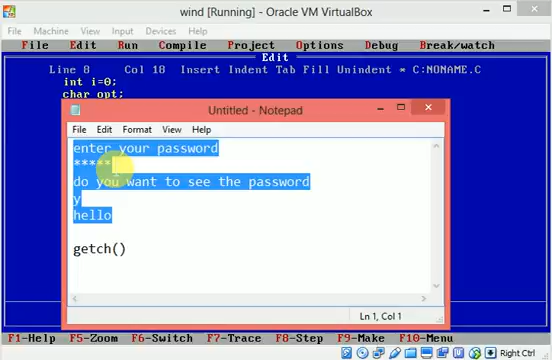 wind [Running] - Oracle VM VirtualBox
File Machine View Input Devices
File Edit Run Compile Project Options Debug Break/watch
Edit
Line 8 Col 18 Insert Indent Tab Fill Unindent * C:NONAME.C
int i=0;
char opt;
Untitled - Notepad
File Edit Format View Help
enter your password
*****
do you want to see the password
y
hello
getch()
Ln 1, Col 1
F1-Help F5-Zoom F6-Switch F7-Trace F8-Step F9-Make F10-Menu
Right Ctrl